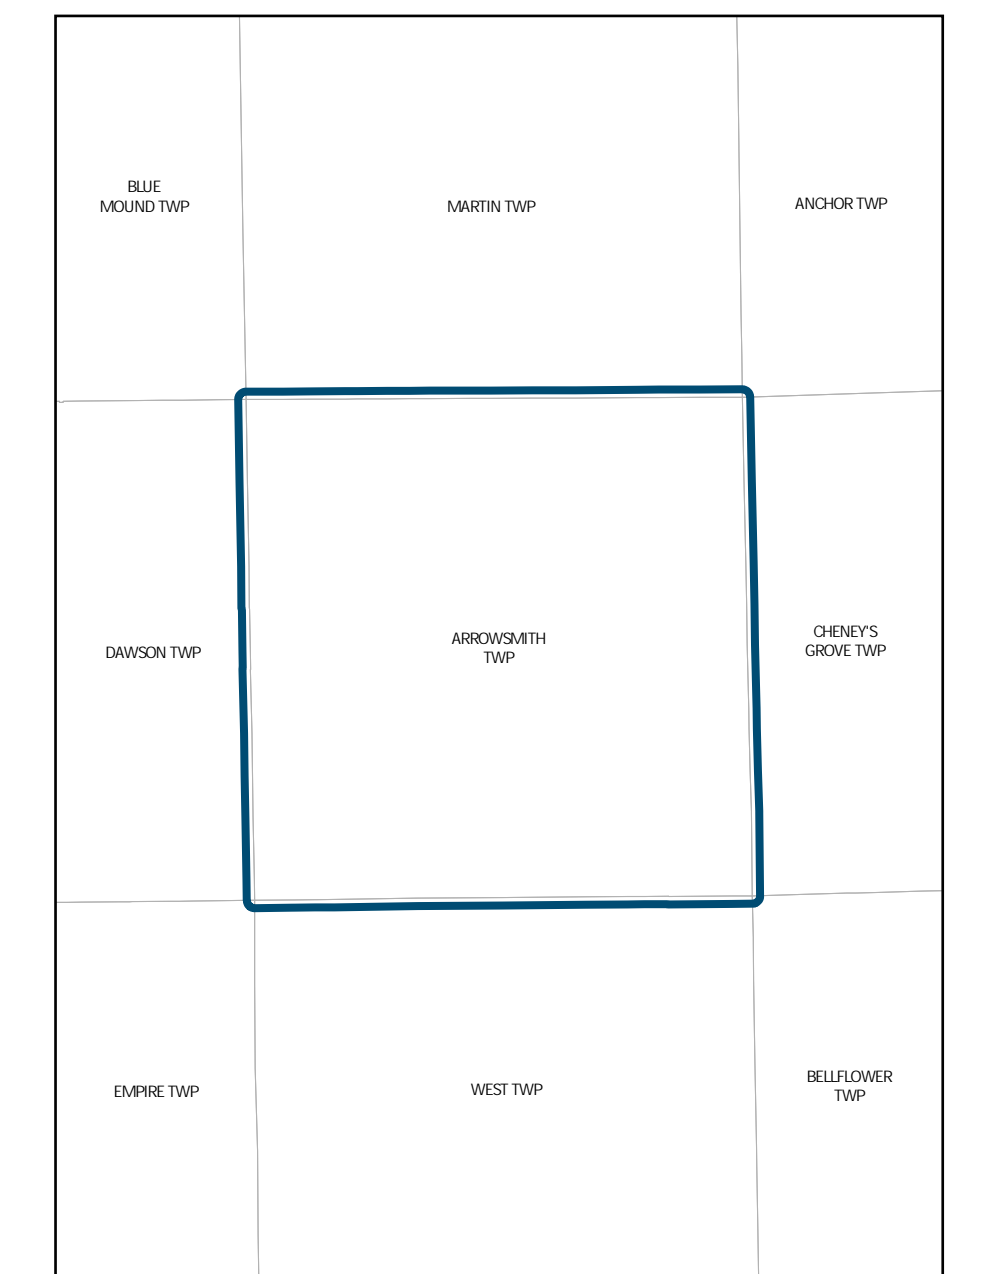 BLUE
MOUND TWP
MARTIN TWP
ANCHOR TWP
DAWSON TWP
ARROWSMITH
TWP
CHENEY'S
GROVE TWP
EMPIRE TWP
WEST TWP
BELLFLOWER
TWP